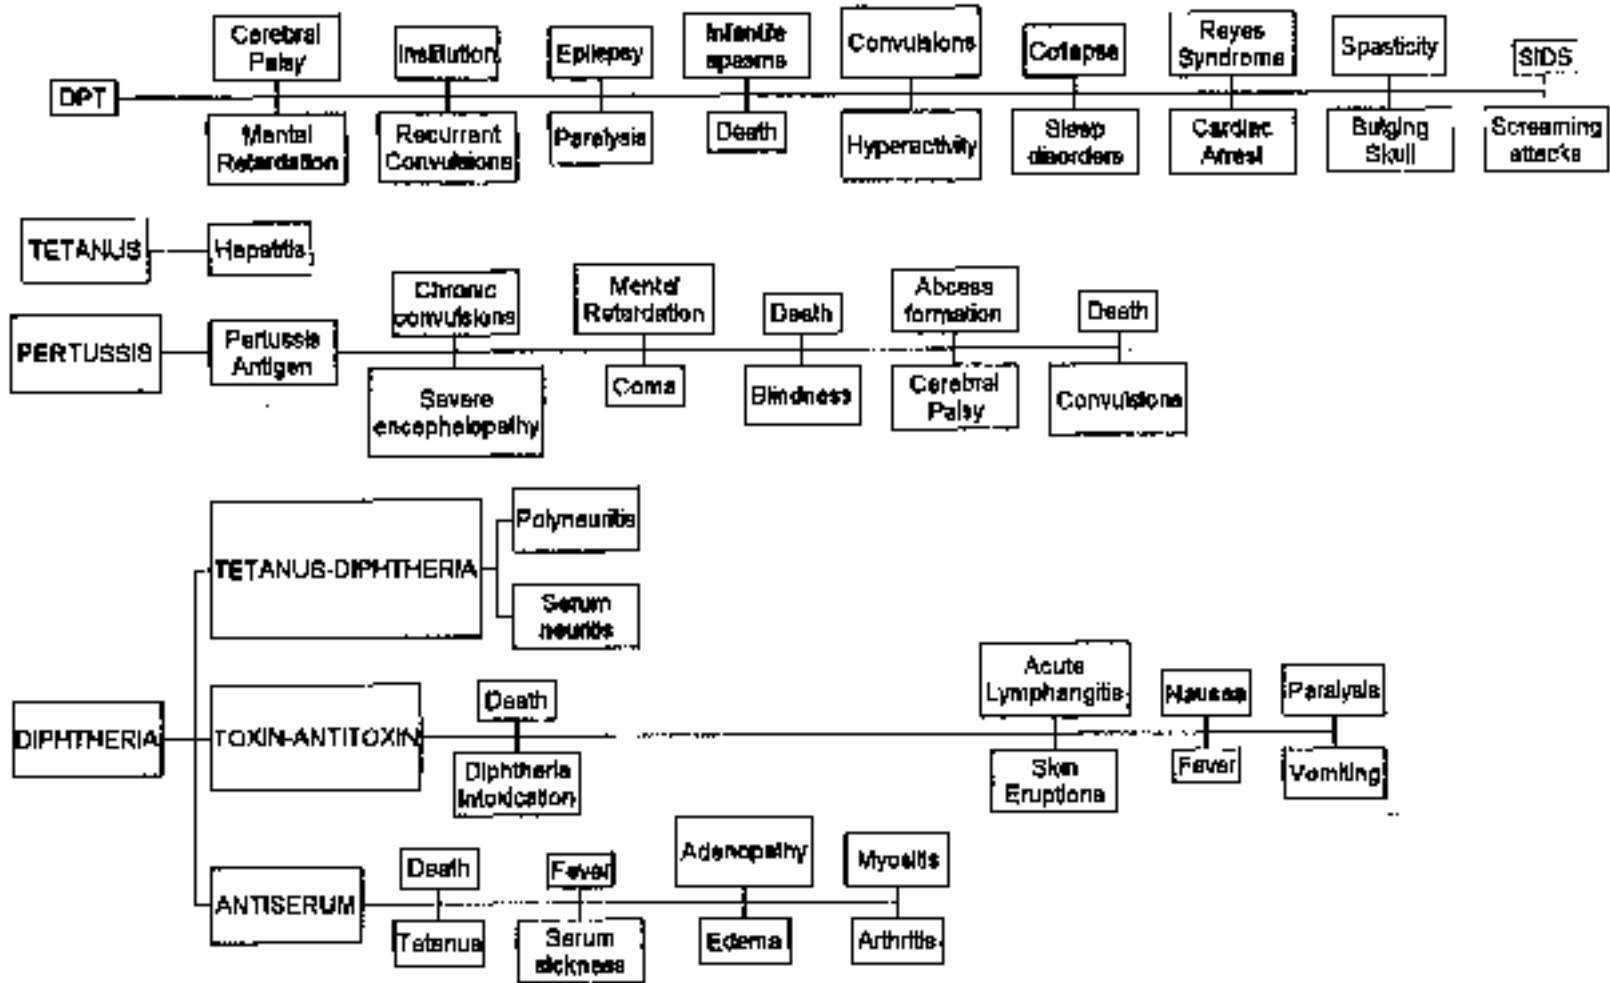 Cerebral
Palsy
Institution
Epilepsy
Infantile
spasms
Convulsions
Collapse
Reyes
Syndrome
Spasticity
SIDS
DPT
Mental
Retardation
Recurrent
Convulsions
Paralysis
Death
Hyperactivity
Sleep
disorders
Cardiac
Arrest
Bulging
Skull
Screaming
attacks
TETANUS
Hepatitis
PERTUSSIS
Pertussis
Antigen
Chronic
convulsions
Mental
Retardation
Death
Abcess
formation
Death
Severe
encephalopathy
Coma
Blindness
Cerebral
Palsy
Convulsions
DIPHTHERIA
TETANUS-DIPHTHERIA
Polyneuritis
Serum
neuritis
TOXIN-ANTITOXIN
Death
Diphtheria
Intoxication
Acute
Lymphangitis
Nausea
Paralysis
Skin
Eruptions
Fever
Vomiting
ANTISERUM
Death
Fever
Adenopathy
Myositis
Tetanus
Serum
sickness
Edema
Arthritis